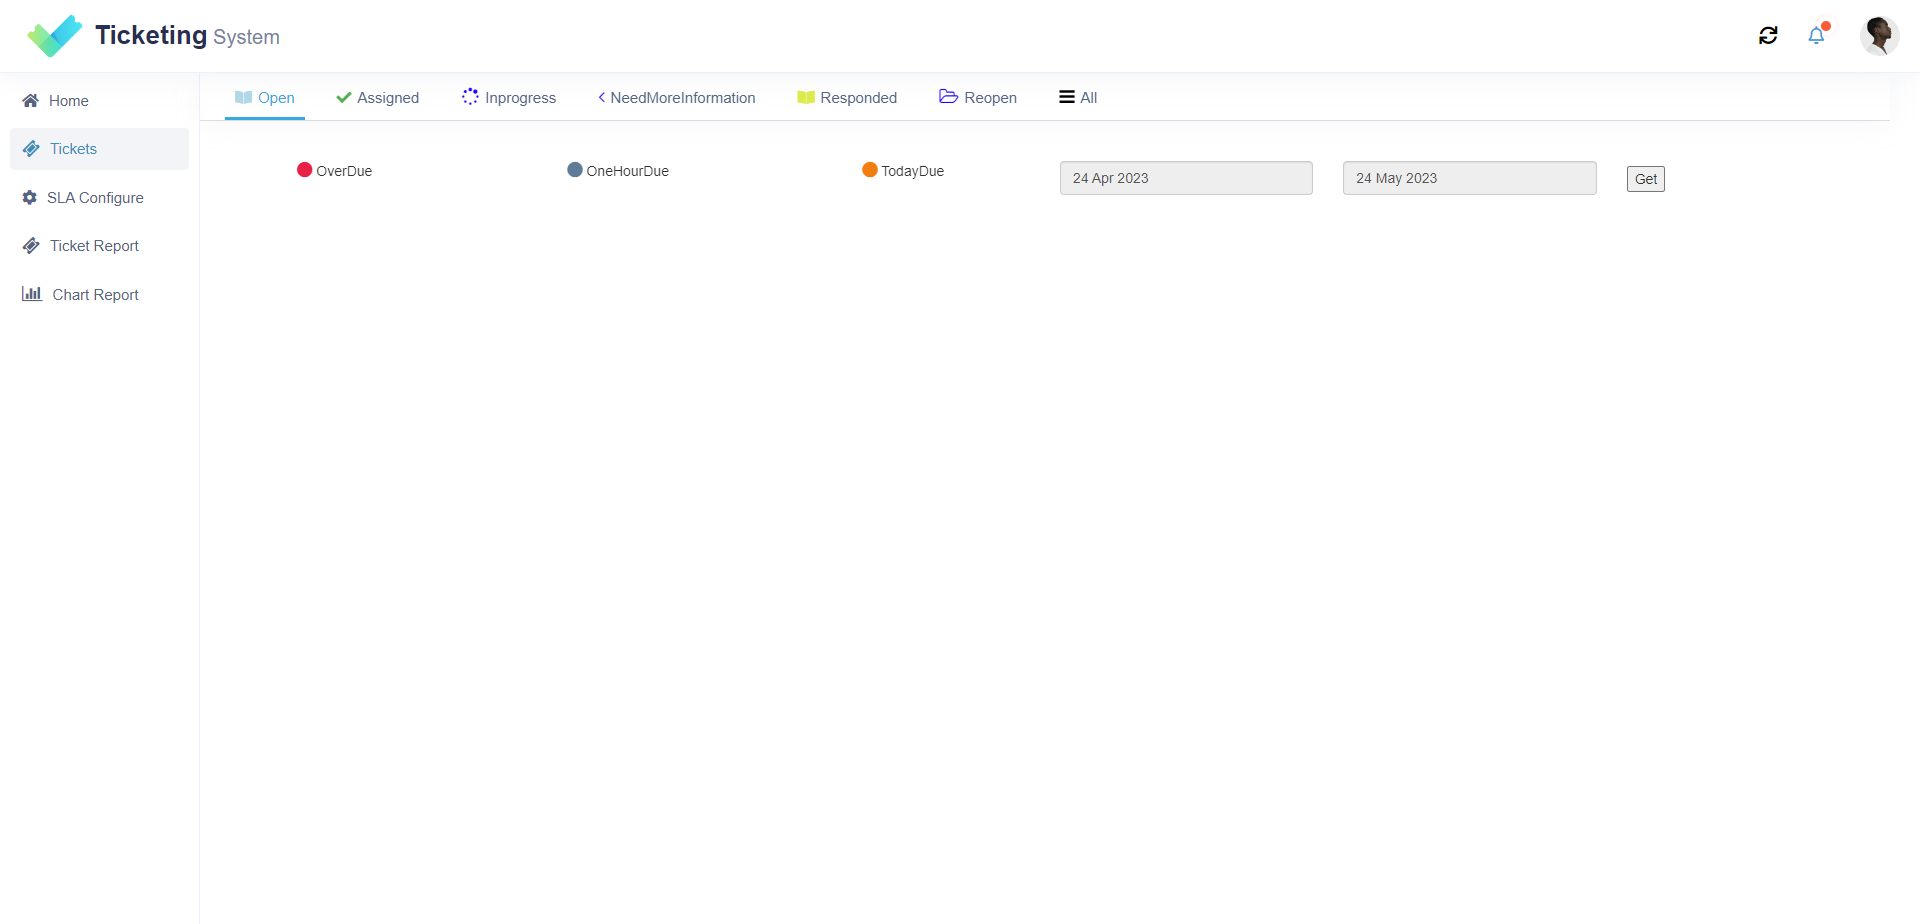 Ticketing System
Home
Tickets
SLA Configure
Ticket Report
Chart Report
Open Assigned Inprogress NeedMoreInformation Responded Reopen All
OverDue OneHourDue TodayDue 24 Apr 2023 24 May 2023 Get